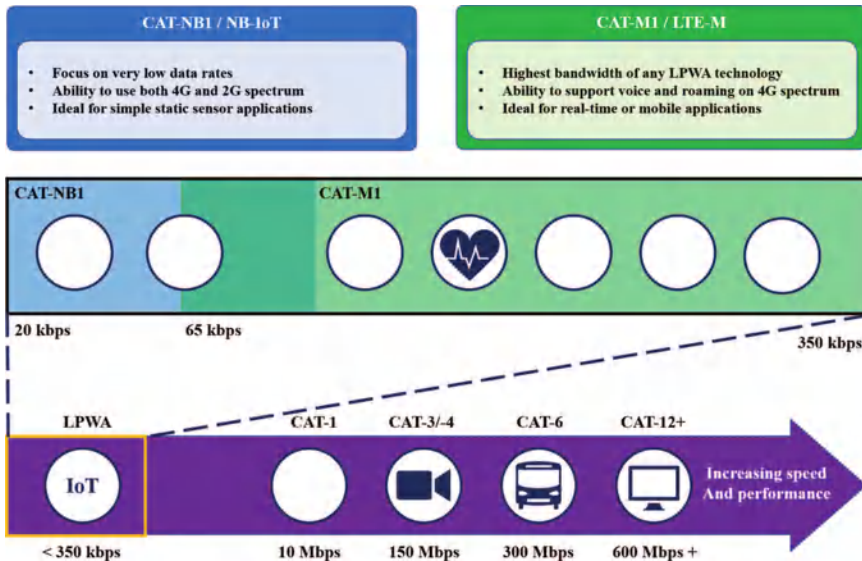 CAT-NB1 / NB-IoT
• Focus on very low data rates
• Ability to use both 4G and 2G spectrum
• Ideal for simple static sensor applications
CAT-M1 / LTE-M
• Highest bandwidth of any LPWA technology
• Ability to support voice and roaming on 4G spectrum
• Ideal for real-time or mobile applications
CAT-NB1
CAT-M1
20 kbps
65 kbps
350 kbps
LPWA
CAT-1
CAT-3/-4
CAT-6
CAT-12+
IoT
Increasing speed
And performance
< 350 kbps
10 Mbps
150 Mbps
300 Mbps
600 Mbps +